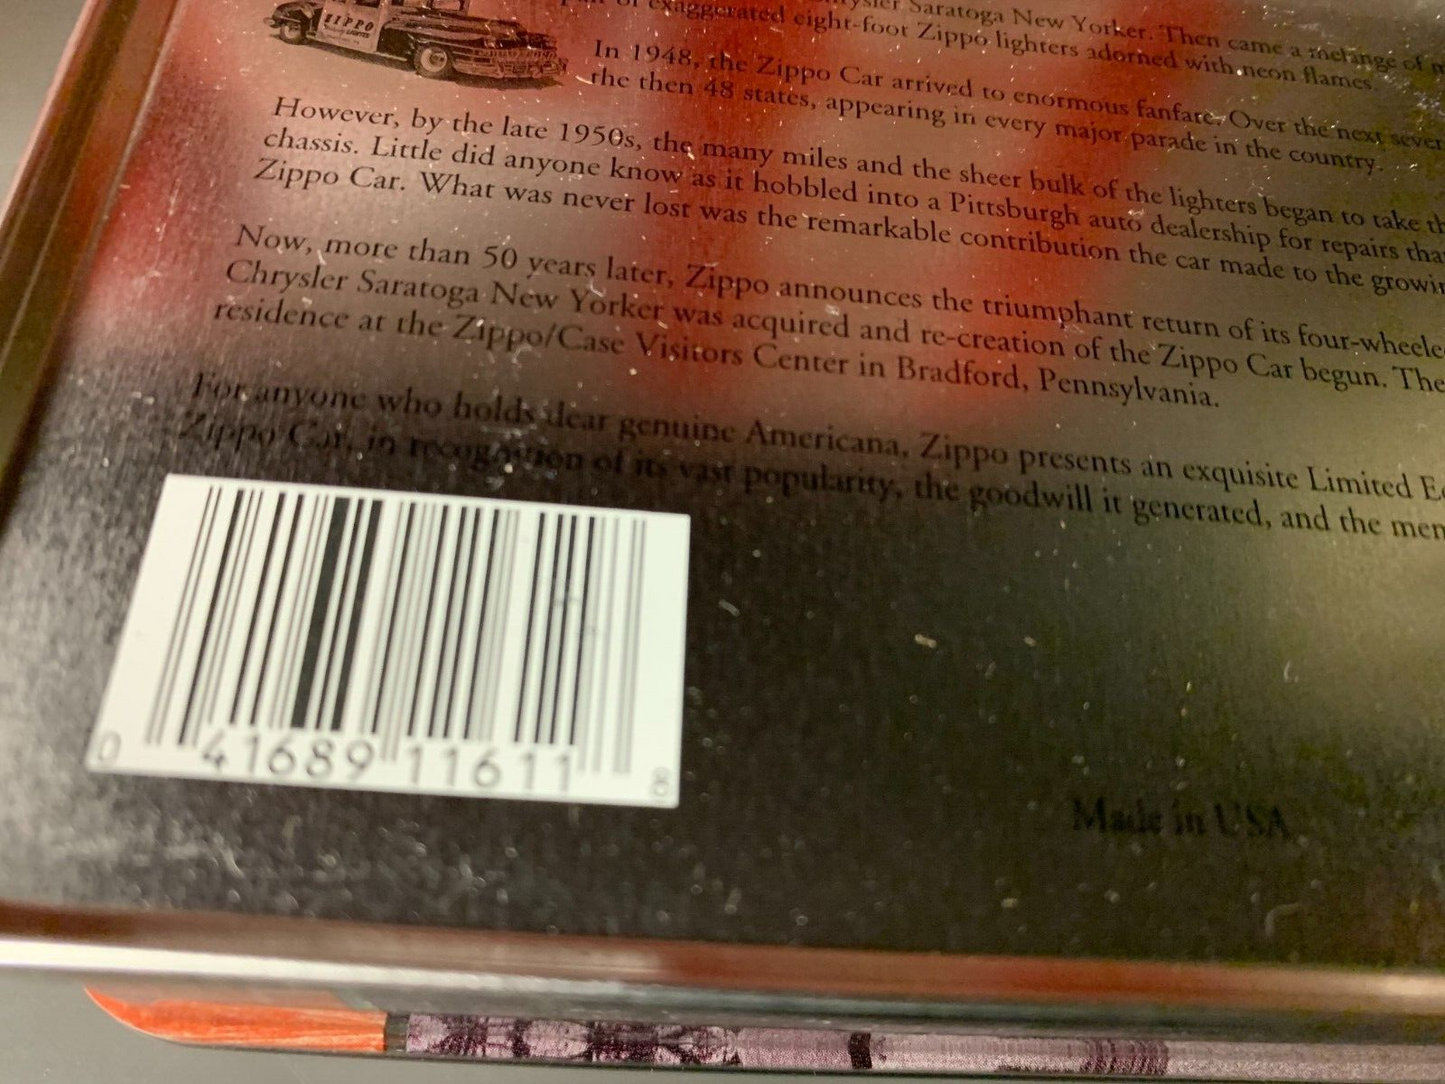 ZIPPO
Saratoga New Yorker. Then came a melange of
exaggerated eight-foot Zippo lighters adorned with neon flames.
In 1948, the Zippo Car arrived to enormous fanfare. Over the next
the then 48 states, appearing in every major parade in the country.
However, by the late 1950s, the many miles and the sheer bulk of the lighters began to take
chassis. Little did anyone know as it hobbled into a Pittsburgh auto dealership for repairs
Zippo Car. What was never lost was the remarkable contribution the car made to the
Now, more than 50 years later, Zippo announces the triumphant return of its
Chrysler Saratoga New Yorker was acquired and re-creation of the Zippo Car begun. The
residence at the Zippo/Case Visitors Center in Bradford, Pennsylvania.
For anyone who holds dear genuine Americana, Zippo presents an exquisite Limited
Zippo Car, in recognition of its vast popularity, the goodwill it generated, and the
0 41689 11611 8
Made in USA